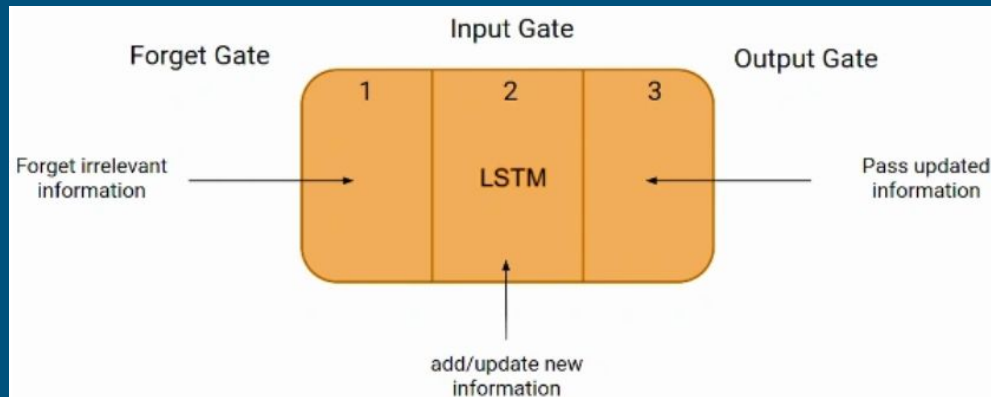 Input Gate
Forget Gate
Output Gate
1
2
3
Forget irrelevant
information
LSTM
Pass updated
information
add/update new
information